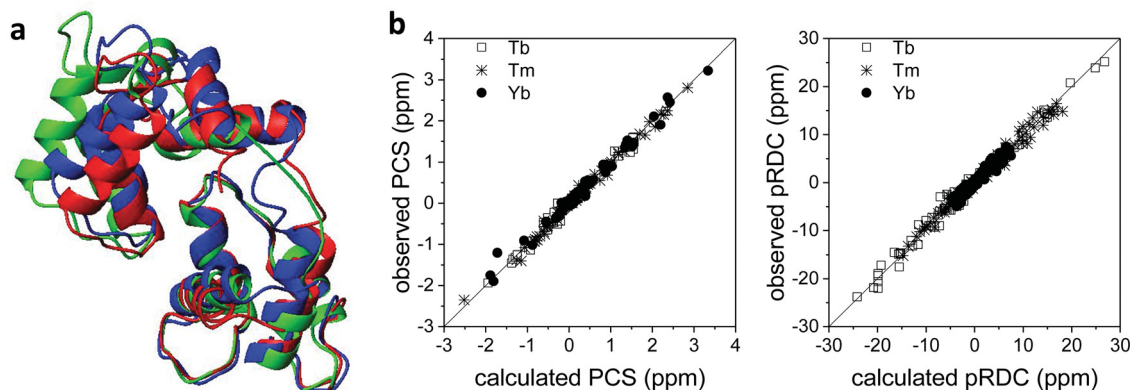 a
b
4
3
2
1
0
-1
-2
-3
Tb
Tm
Yb
observed PCS (ppm)
-3 -2 -1 0 1 2 3 4
calculated PCS (ppm)
30
20
10
0
-10
-20
-30
Tb
Tm
Yb
observed pRDC (ppm)
-30 -20 -10 0 10 20 30
calculated pRDC (ppm)